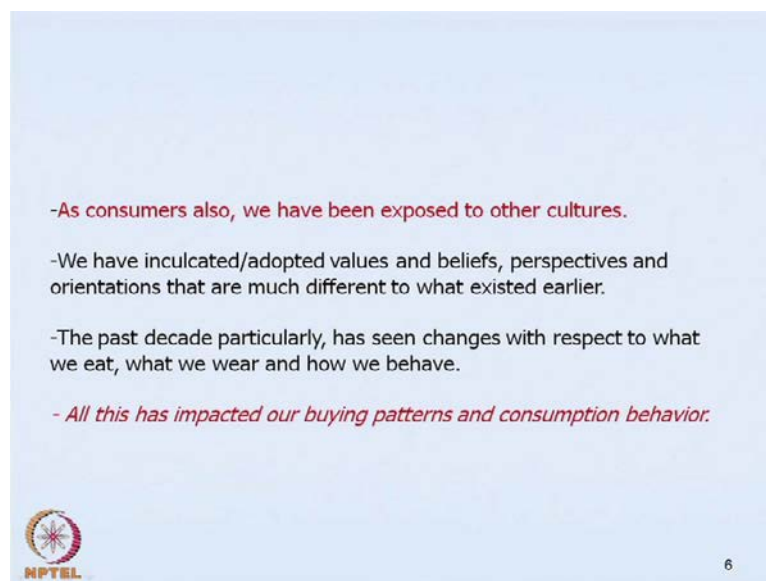 -As consumers also, we have been exposed to other cultures.
-We have inculcated/adopted values and beliefs, perspectives and
orientations that are much different to what existed earlier.
-The past decade particularly, has seen changes with respect to what
we eat, what we wear and how we behave.
- All this has impacted our buying patterns and consumption behavior.
NPTEL
6